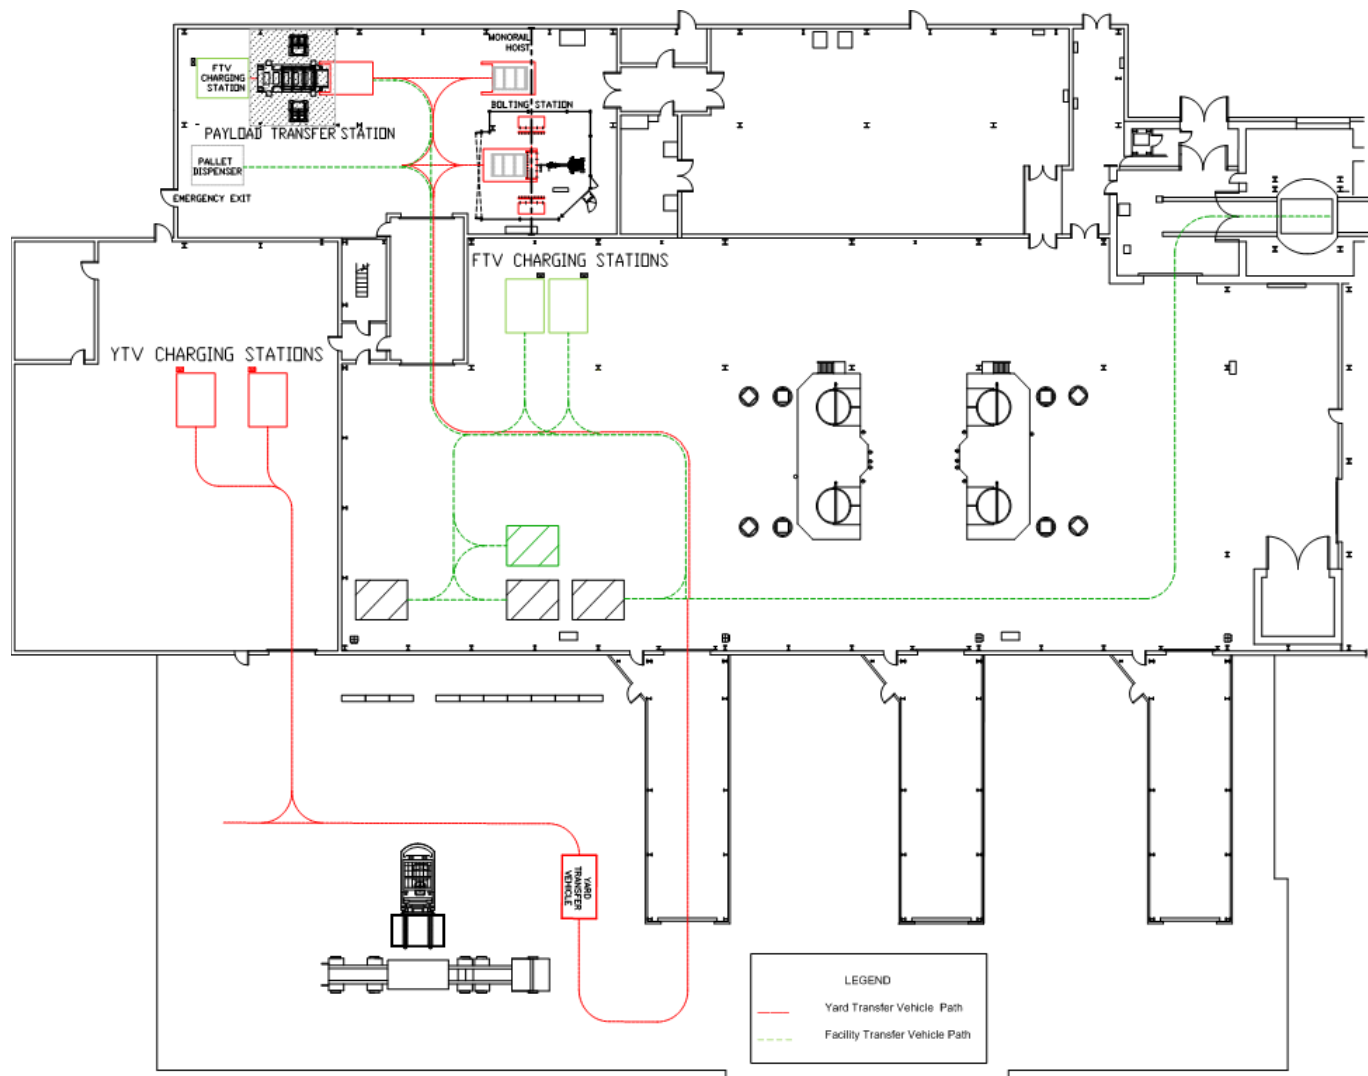 MONORAIL
HOIST
FTV
CHARGING
STATION
BOLTING STATION
PAYLOAD TRANSFER STATION
PALLET
DISPENSER
EMERGENCY EXIT
FTV CHARGING STATIONS
YTV CHARGING STATIONS
YARD
TRANSFER
VEHICLE
LEGEND
Yard Transfer Vehicle Path
Facility Transfer Vehicle Path